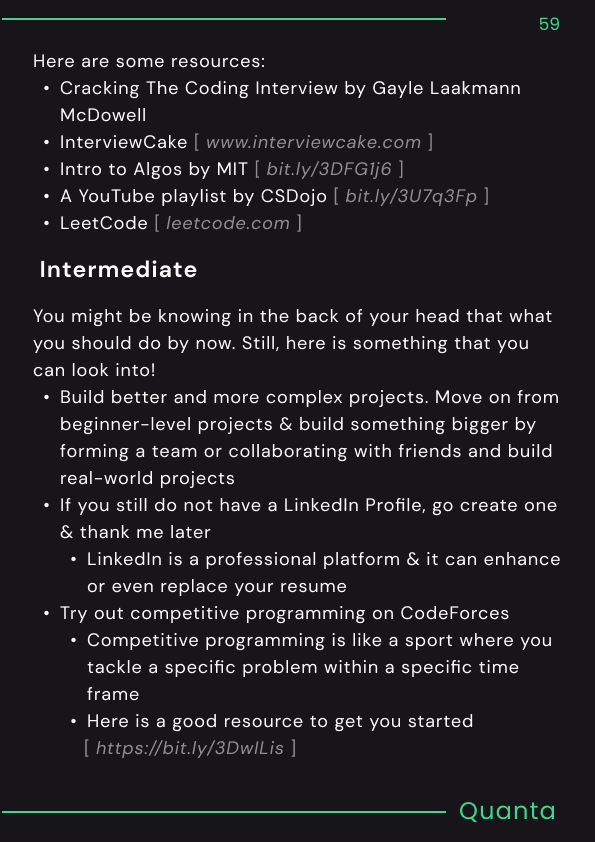 59
Here are some resources:
• Cracking The Coding Interview by Gayle Laakmann
McDowell
• InterviewCake [ www.interviewcake.com ]
• Intro to Algos by MIT [ bit.ly/3DFG1j6 ]
• A YouTube playlist by CSDojo [ bit.ly/3U7q3Fp ]
• LeetCode [ leetcode.com ]
Intermediate
You might be knowing in the back of your head that what
you should do by now. Still, here is something that you
can look into!
• Build better and more complex projects. Move on from
beginner-level projects & build something bigger by
forming a team or collaborating with friends and build
real-world projects
• If you still do not have a LinkedIn Profile, go create one
& thank me later
• LinkedIn is a professional platform & it can enhance
or even replace your resume
• Try out competitive programming on CodeForces
• Competitive programming is like a sport where you
tackle a specific problem within a specific time
frame
• Here is a good resource to get you started
[ https://bit.ly/3DwILis ]
Quanta